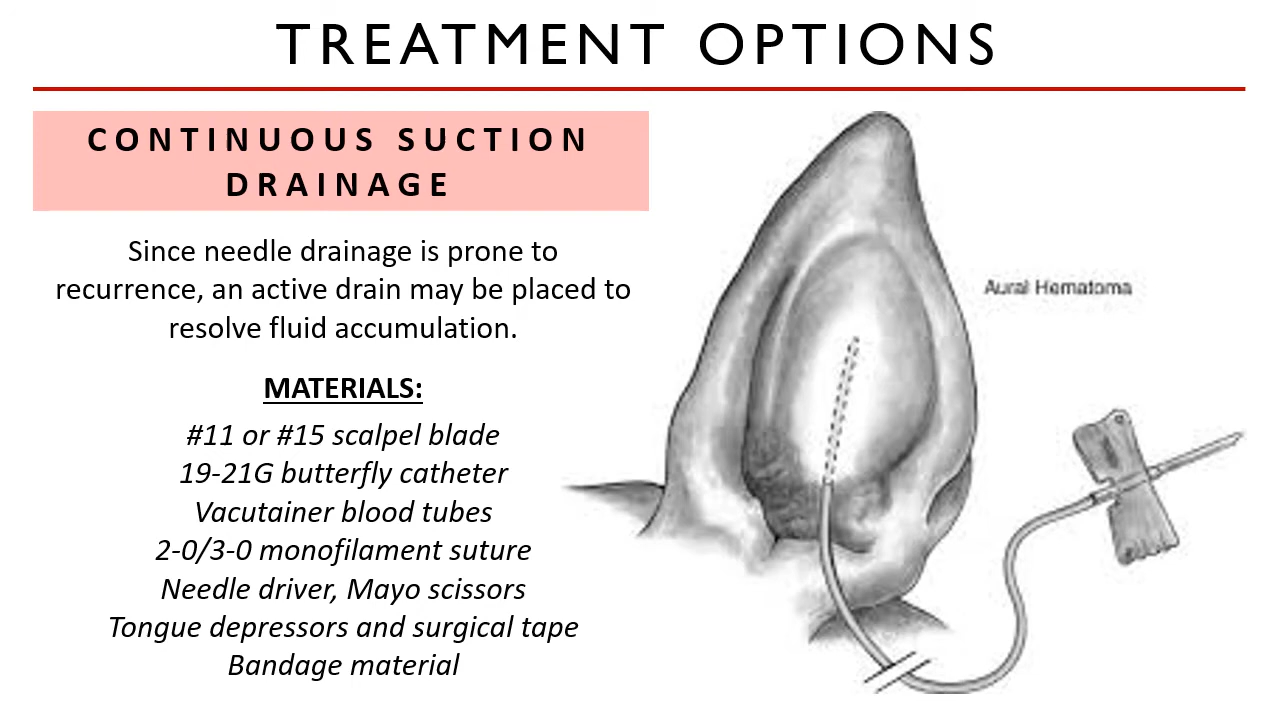 TREATMENT OPTIONS
CONTINUOUS SUCTION
DRAINAGE
Since needle drainage is prone to
recurrence, an active drain may be placed to
resolve fluid accumulation.
MATERIALS:
#11 or #15 scalpel blade
19-21G butterfly catheter
Vacutainer blood tubes
2-0/3-0 monofilament suture
Needle driver, Mayo scissors
Tongue depressors and surgical tape
Bandage material
Aural Hematoma